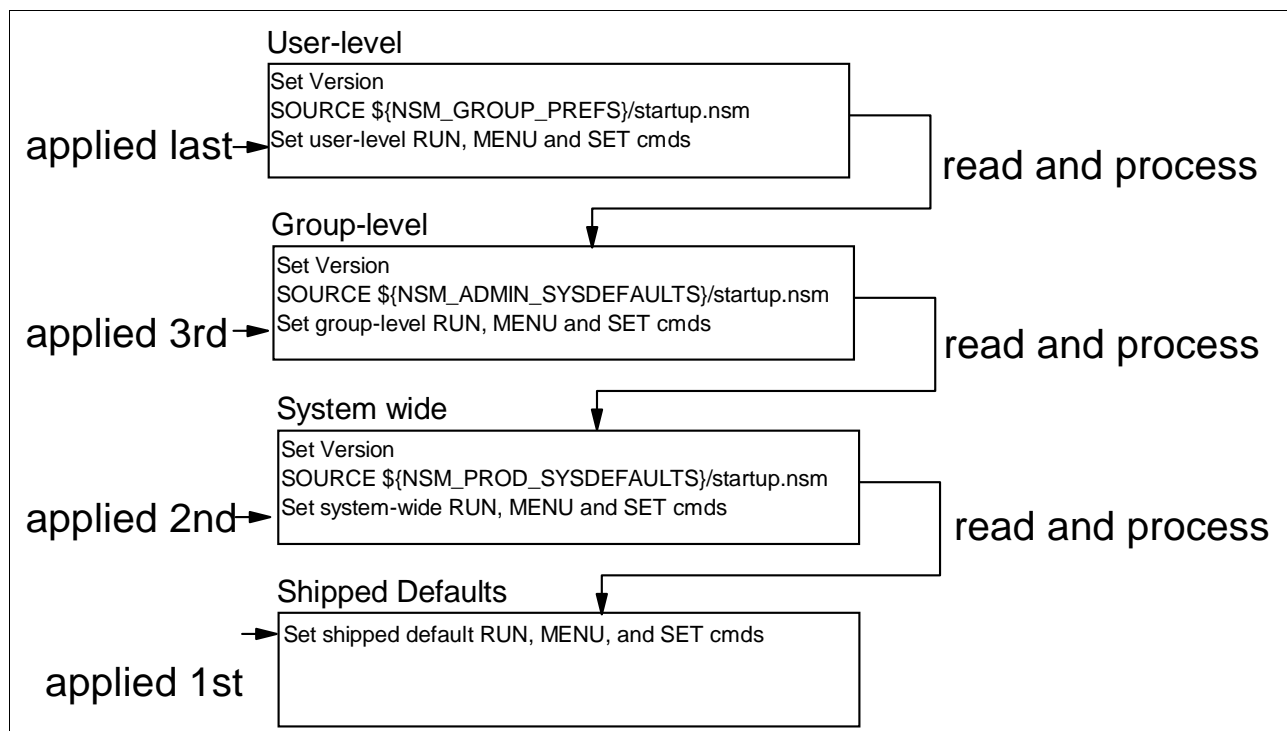 User-level
Set Version
SOURCE ${NSM_GROUP_PREFS}/startup.nsm
Set user-level RUN, MENU and SET cmds
applied last
read and process
Group-level
Set Version
SOURCE ${NSM_ADMIN_SYSDEFAULTS}/startup.nsm
Set group-level RUN, MENU and SET cmds
applied 3rd
read and process
System wide
Set Version
SOURCE ${NSM_PROD_SYSDEFAULTS}/startup.nsm
Set system-wide RUN, MENU and SET cmds
applied 2nd
read and process
Shipped Defaults
Set shipped default RUN, MENU, and SET cmds
applied 1st